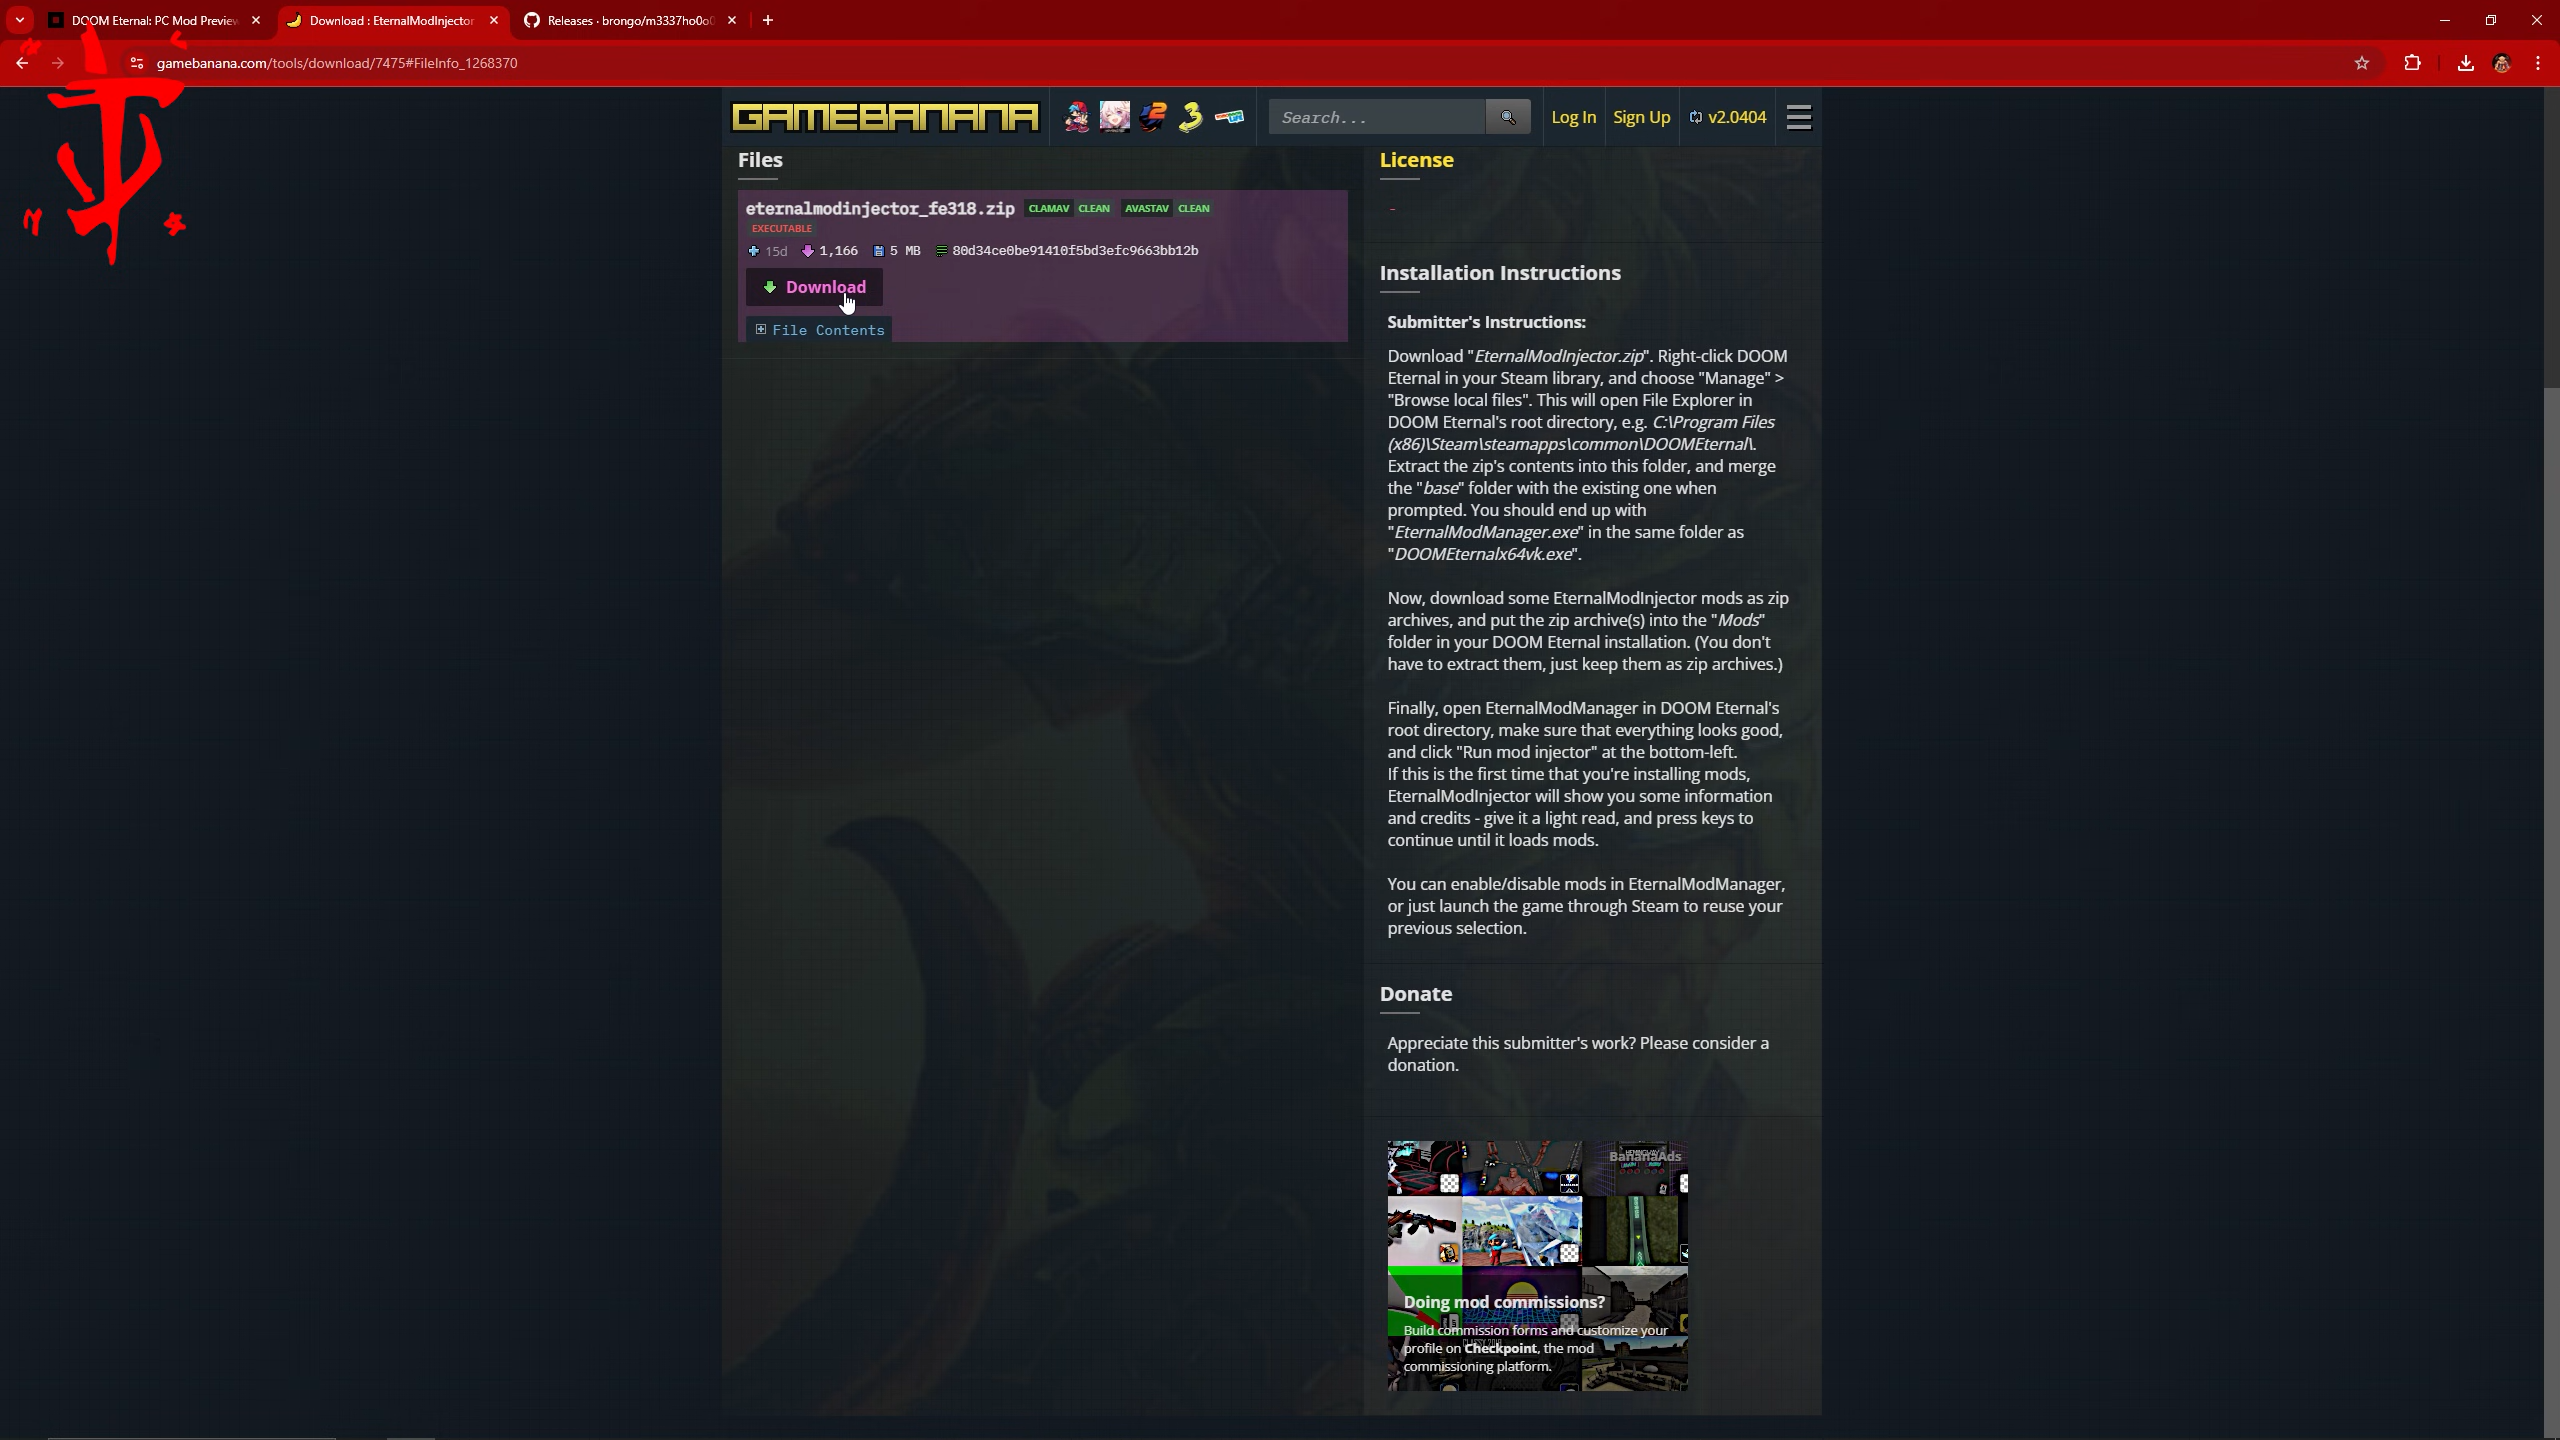 DOOM Eternal: PC Mod Preview
Download : EternalModInjector
Releases · brongo/m3337ho0o0
gamebanana.com/tools/download/7475#FileInfo_1268370
GAMEBANANA
Search...
Log In
Sign Up
v2.0404
Files
eternalmodinjector_fe318.zip CLAMAV CLEAN AVASTAV CLEAN
EXECUTABLE
15d 1,166 5 MB 80d34ce0be91410f5bd3efc9663bb12b
Download
File Contents
License
-
Installation Instructions
Submitter's Instructions:
Download "EternalModInjector.zip". Right-click DOOM
Eternal in your Steam library, and choose "Manage" >
"Browse local files". This will open File Explorer in
DOOM Eternal's root directory, e.g. C:\Program Files
(x86)\Steam\steamapps\common\DOOMEternal\.
Extract the zip's contents into this folder, and merge
the "base" folder with the existing one when
prompted. You should end up with
"EternalModManager.exe" in the same folder as
"DOOMEternalx64vk.exe".
Now, download some EternalModInjector mods as zip
archives, and put the zip archive(s) into the "Mods"
folder in your DOOM Eternal installation. (You don't
have to extract them, just keep them as zip archives.)
Finally, open EternalModManager in DOOM Eternal's
root directory, make sure that everything looks good,
and click "Run mod injector" at the bottom-left.
If this is the first time that you're installing mods,
EternalModInjector will show you some information
and credits - give it a light read, and press keys to
continue until it loads mods.
You can enable/disable mods in EternalModManager,
or just launch the game through Steam to reuse your
previous selection.
Donate
Appreciate this submitter's work? Please consider a
donation.
BananaAds
Doing mod commissions?
Build commission forms and customize your
profile on Checkpoint, the mod
commissioning platform.